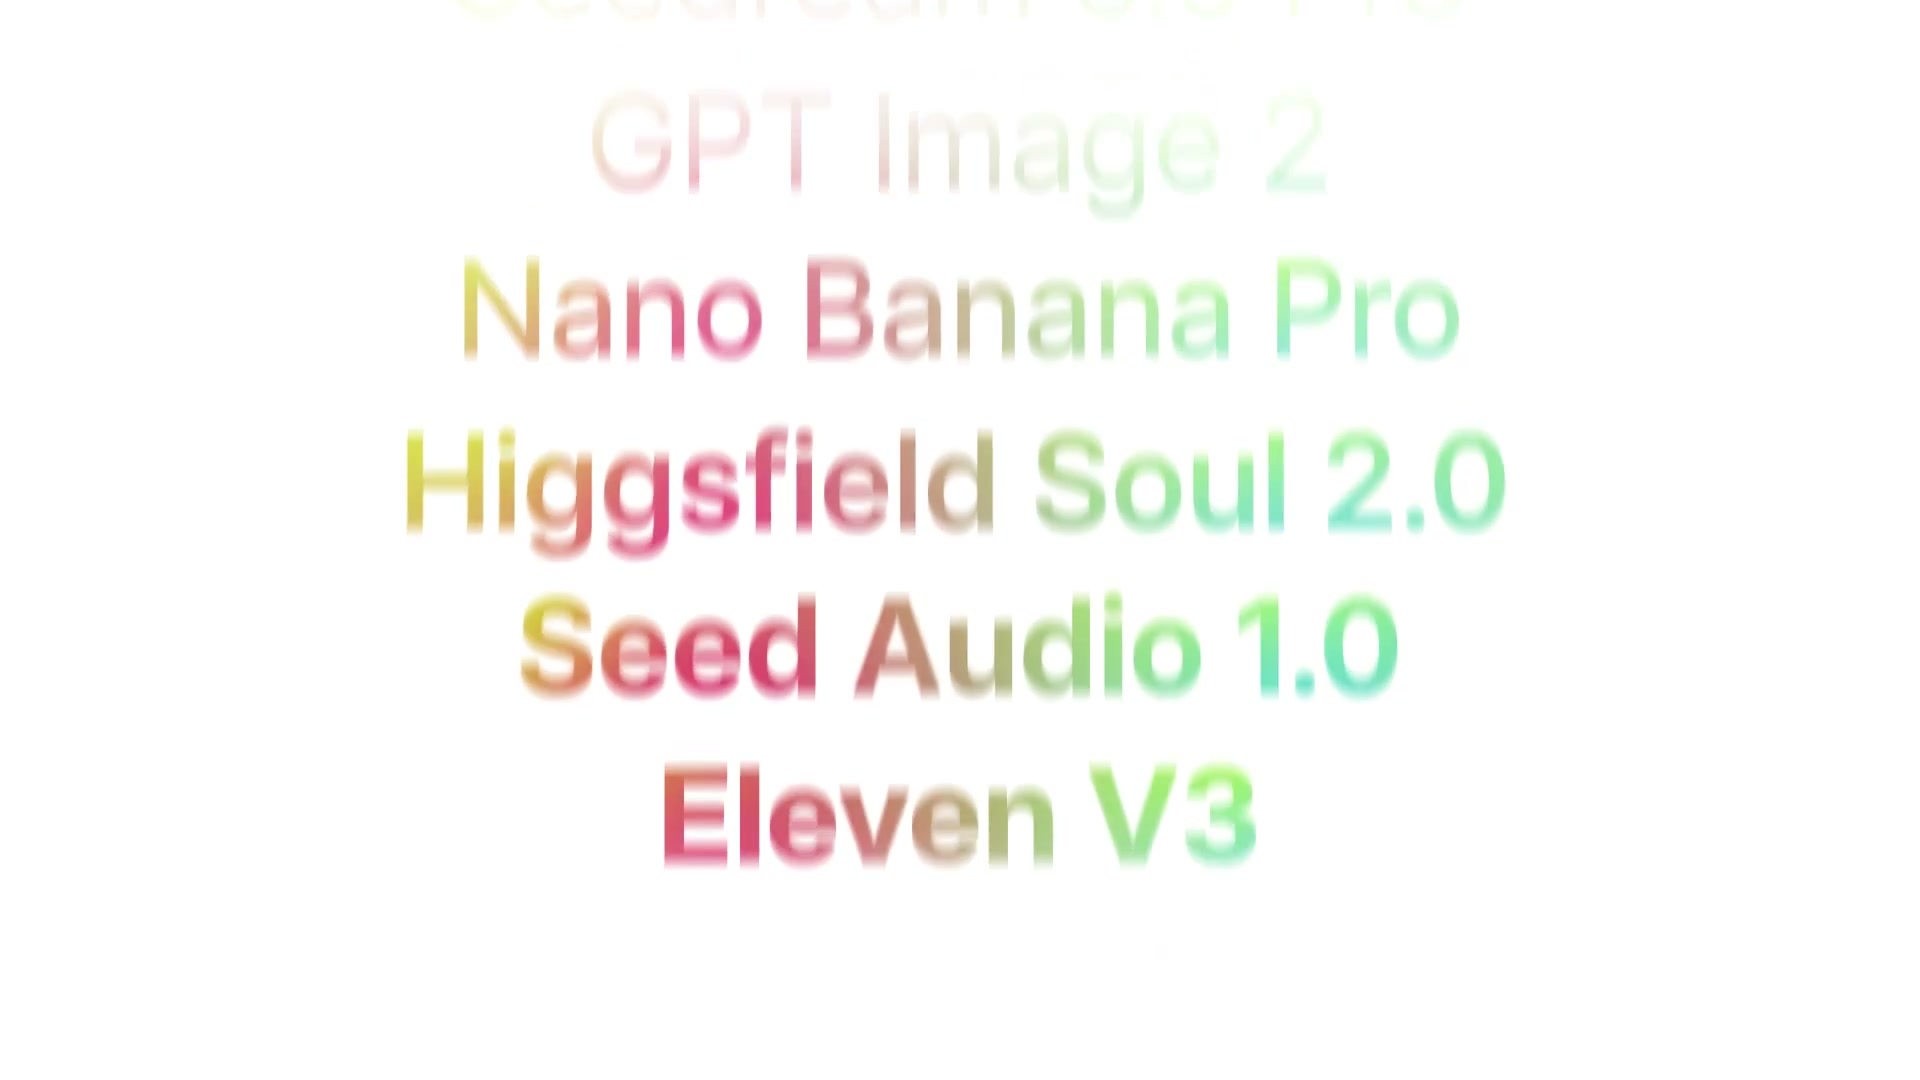 GPT Image 2
Nano Banana Pro
Higgsfield Soul 2.0
Seed Audio 1.0
Eleven V3